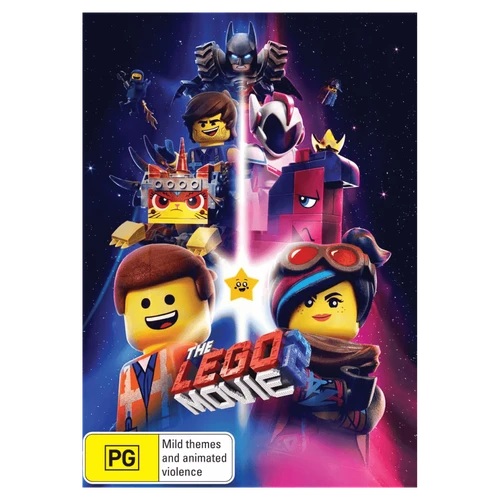 THE
LEGO
MOVIE 2
PG
Mild themes
and animated
violence